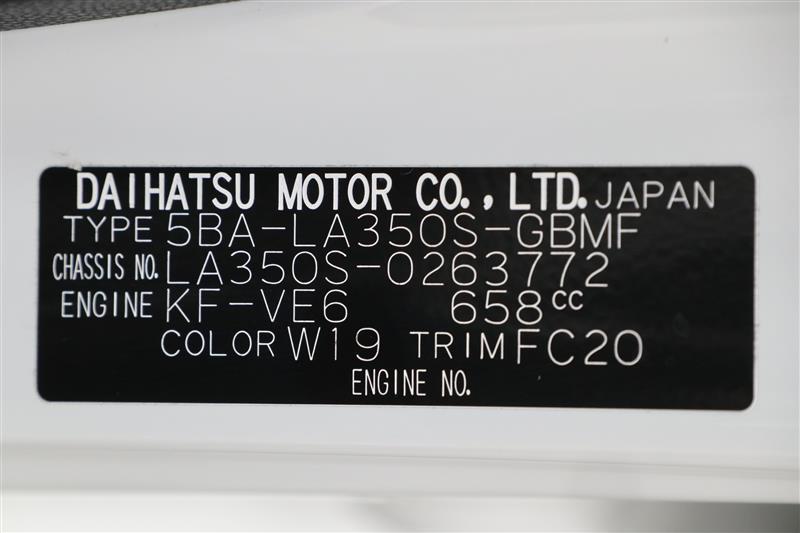 DAIHATSU MOTOR CO., LTD. JAPAN
TYPE 5BA-LA350S-GBMF
CHASSIS NO. LA350S-0263772
ENGINE KF-VE6 658cc
COLOR W19 TRIM FC20
ENGINE NO.